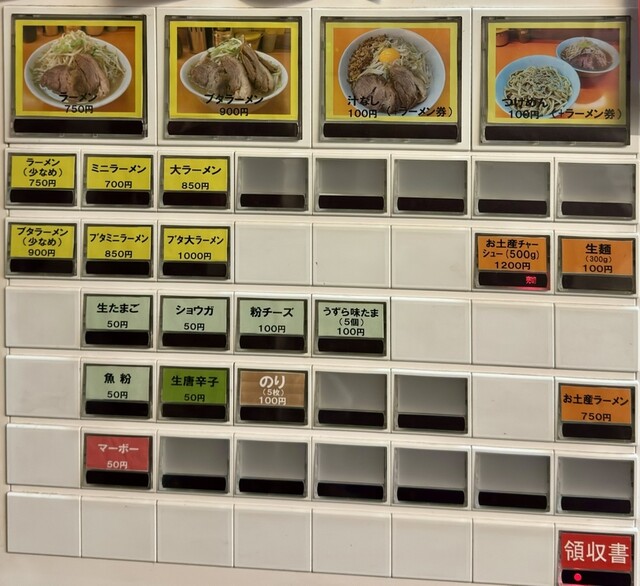 ラーメン
750円
ブタラーメン
900円
汁なし
100円 (+ラーメン券)
つけめん
100円 (+ラーメン券)
ラーメン
(少なめ)
750円
ミニラーメン
700円
大ラーメン
850円
ブタラーメン
(少なめ)
900円
ブタミニラーメン
850円
ブタ大ラーメン
1000円
お土産チャー
シュー(500g)
1200円
生麺
(300g)
100円
生たまご
50円
ショウガ
50円
粉チーズ
100円
うずら味たま
(5個)
100円
魚粉
50円
生唐辛子
50円
のり
(5枚)
100円
お土産ラーメン
750円
マーボー
50円
領収書